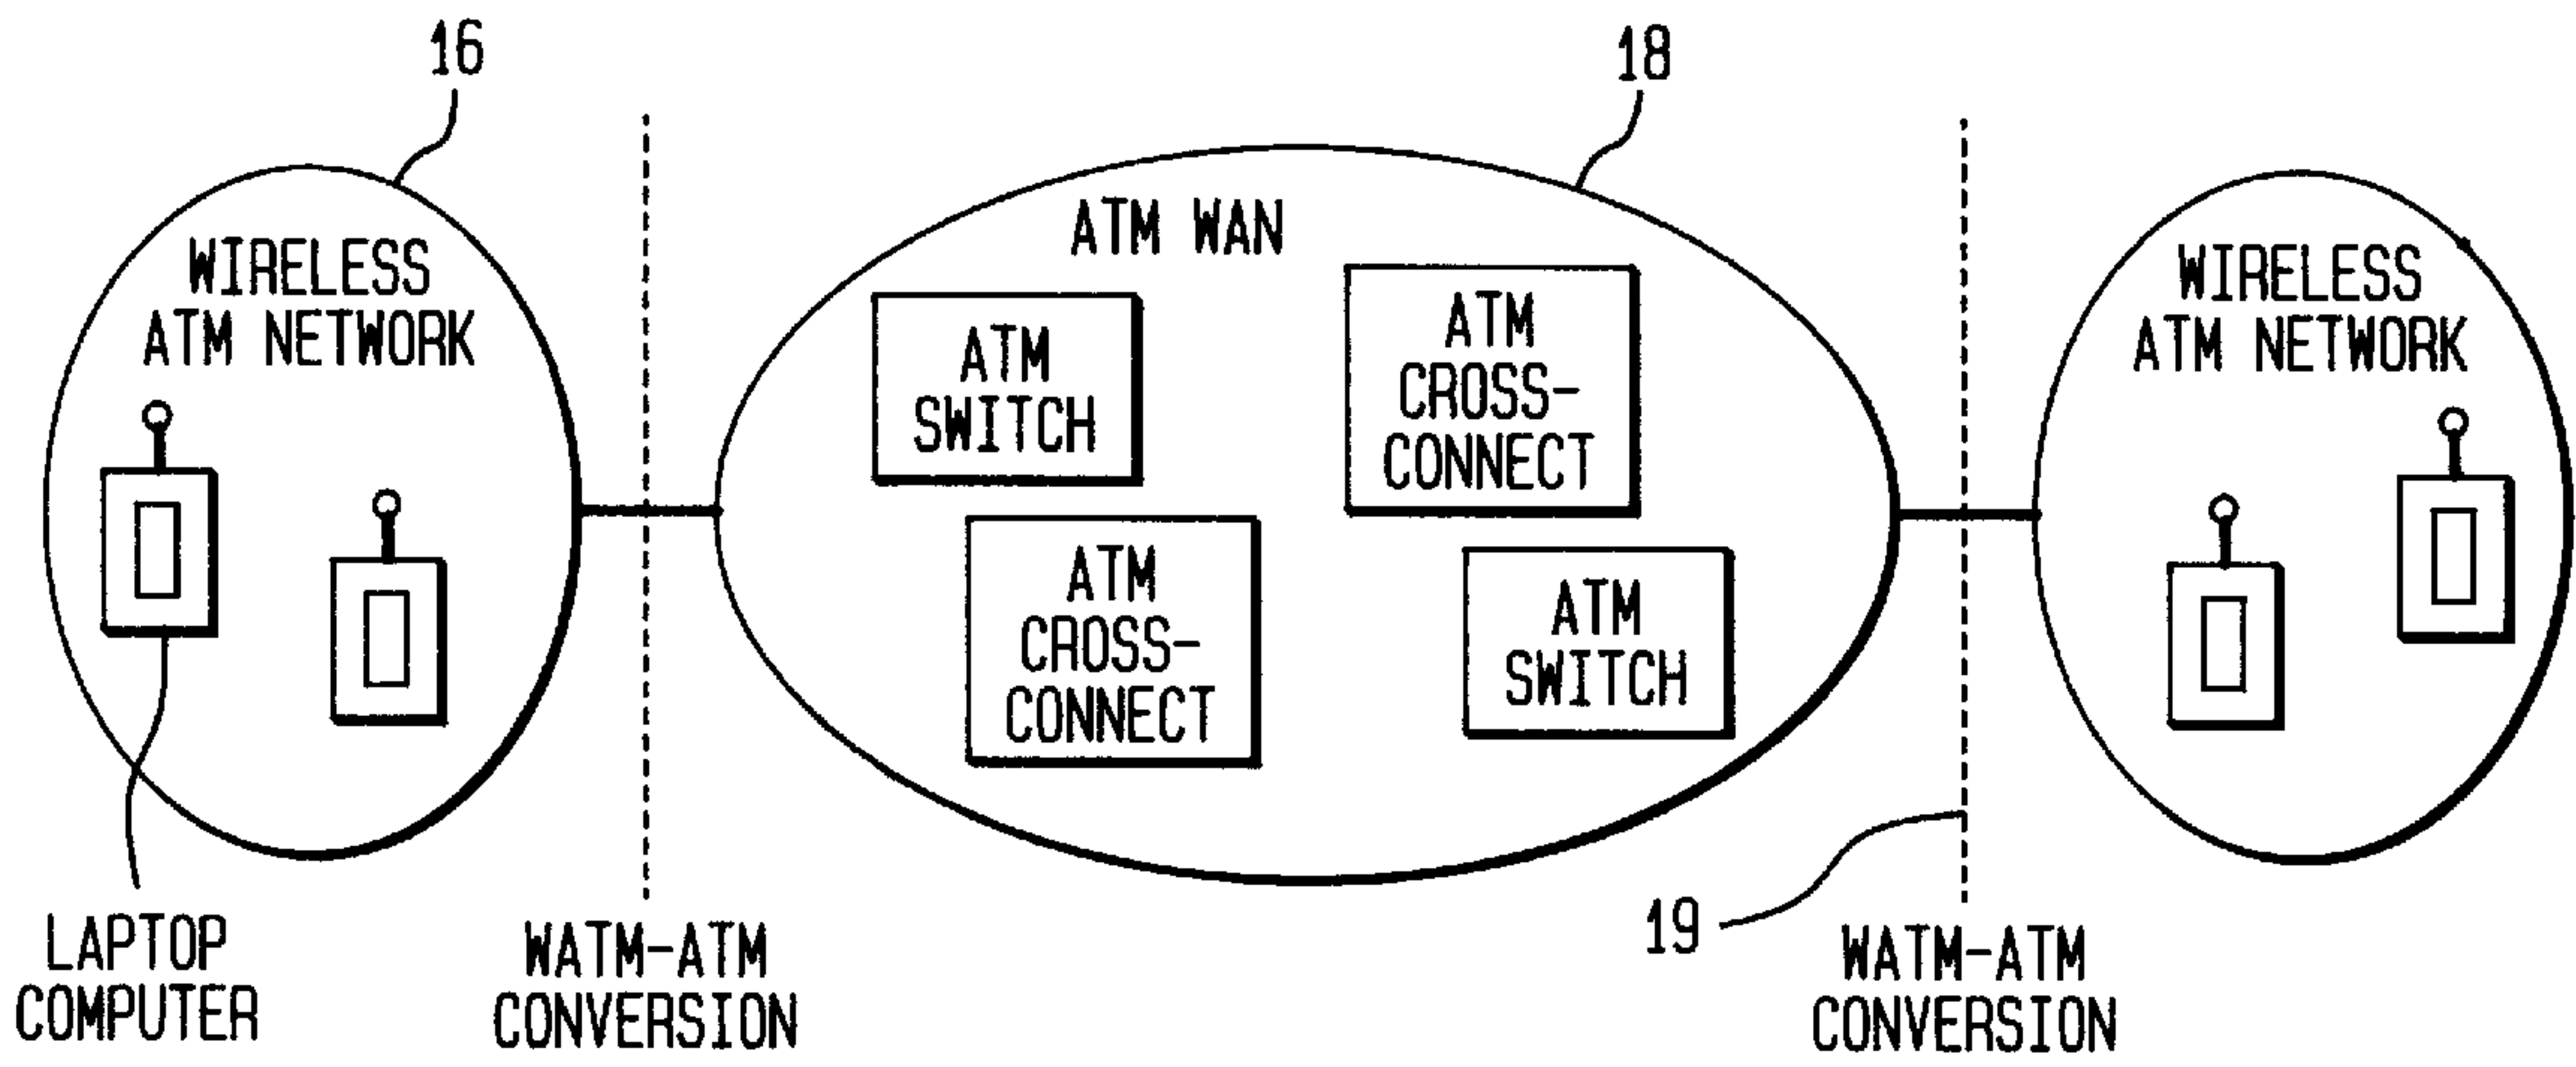 16
18
WIRELESS
ATM NETWORK
ATM WAN
ATM
SWITCH
ATM
CROSS-
CONNECT
ATM
CROSS-
CONNECT
ATM
SWITCH
WIRELESS
ATM NETWORK
LAPTOP
COMPUTER
WATM-ATM
CONVERSION
19
WATM-ATM
CONVERSION